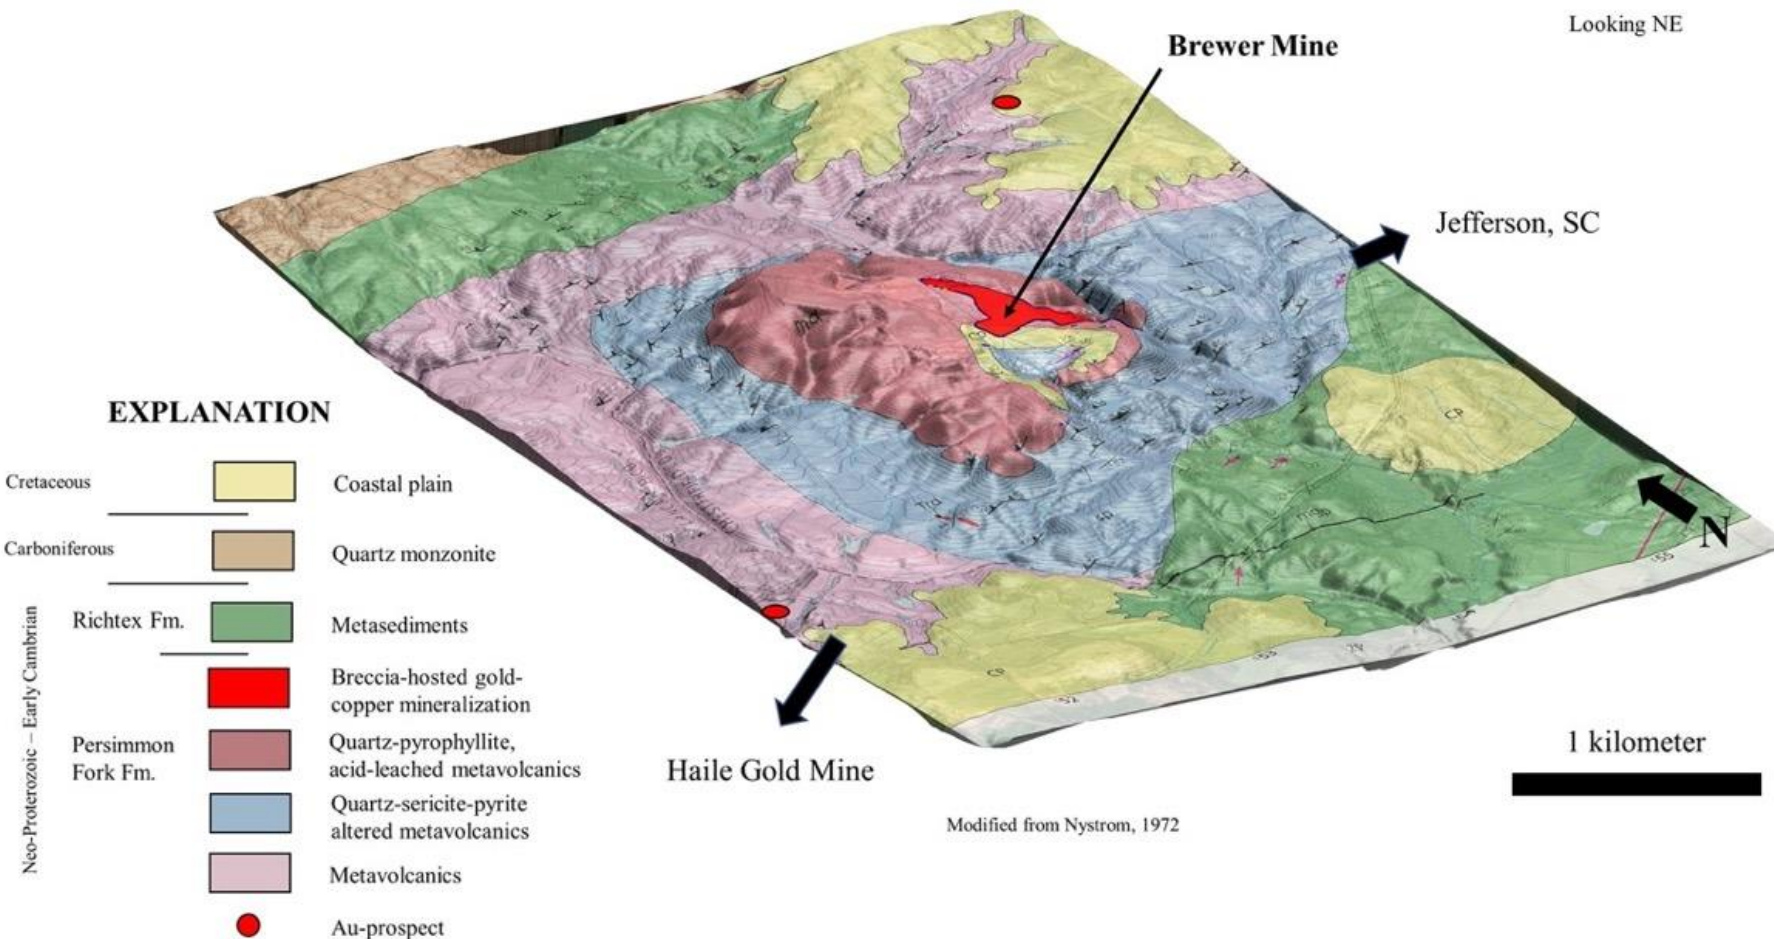 Looking NE
Brewer Mine
Jefferson, SC
N
Haile Gold Mine
1 kilometer
Modified from Nystrom, 1972
EXPLANATION
Cretaceous
Coastal plain
Carboniferous
Quartz monzonite
Neo-Proterozoic – Early Cambrian
Richtex Fm.
Metasediments
Breccia-hosted gold-
copper mineralization
Persimmon
Fork Fm.
Quartz-pyrophyllite,
acid-leached metavolcanics
Quartz-sericite-pyrite
altered metavolcanics
Metavolcanics
Au-prospect
CP
CP